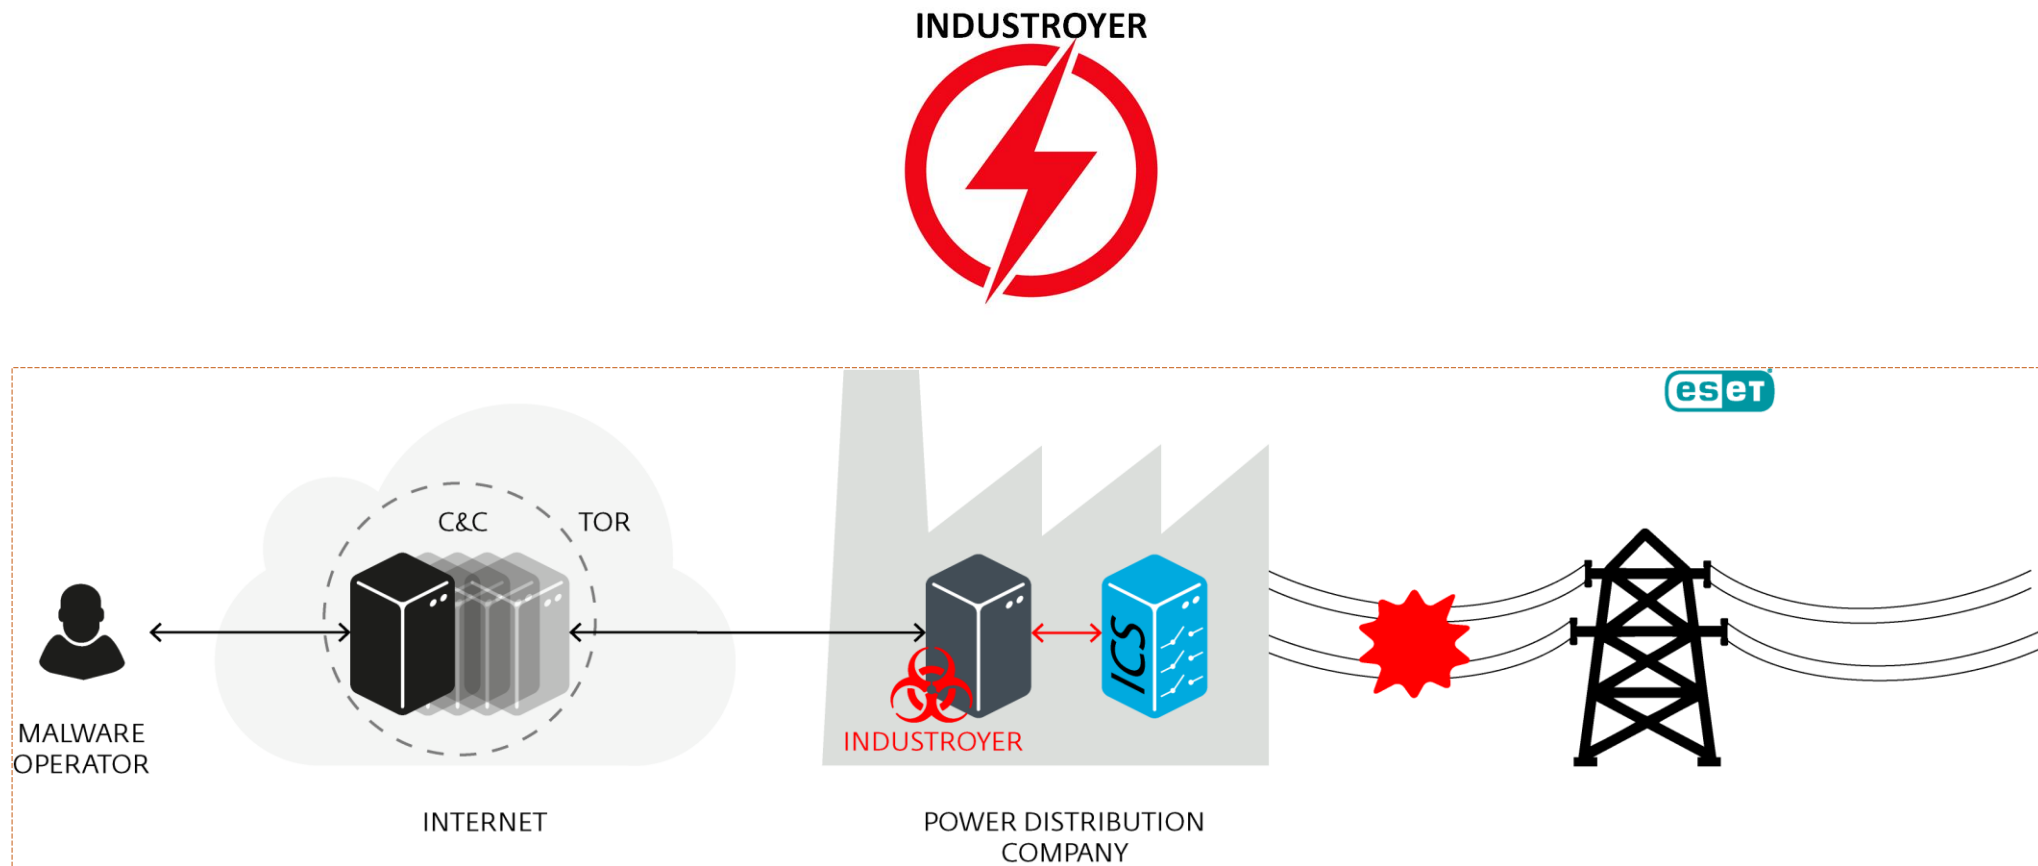 INDUSTROYER
eseT
C&C
TOR
ICS
INDUSTROYER
MALWARE
OPERATOR
INTERNET
POWER DISTRIBUTION
COMPANY